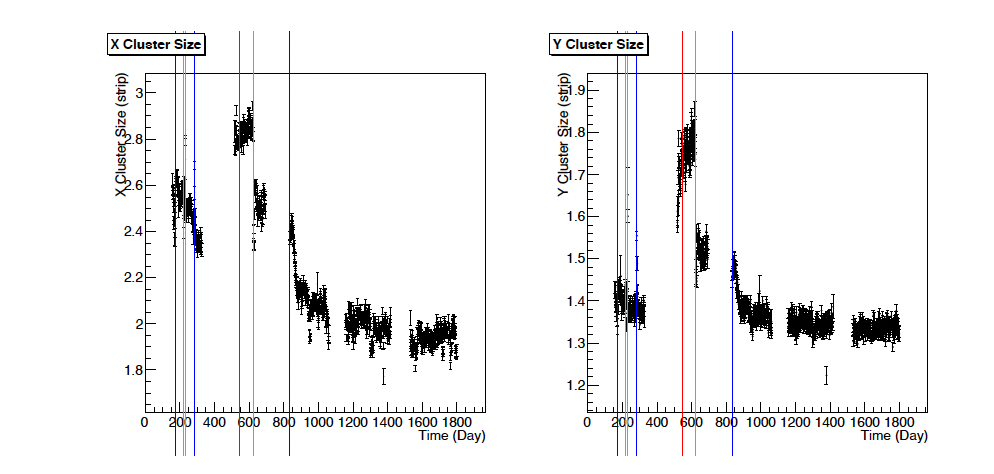 X Cluster Size
X Cluster Size (strip)
3
2.8
2.6
2.4
2.2
2
1.8
0 200 400 600 800 1000 1200 1400 1600 1800
Time (Day)
Y Cluster Size
Y Cluster Size (strip)
1.9
1.8
1.7
1.6
1.5
1.4
1.3
1.2
0 200 400 600 800 1000 1200 1400 1600 1800
Time (Day)